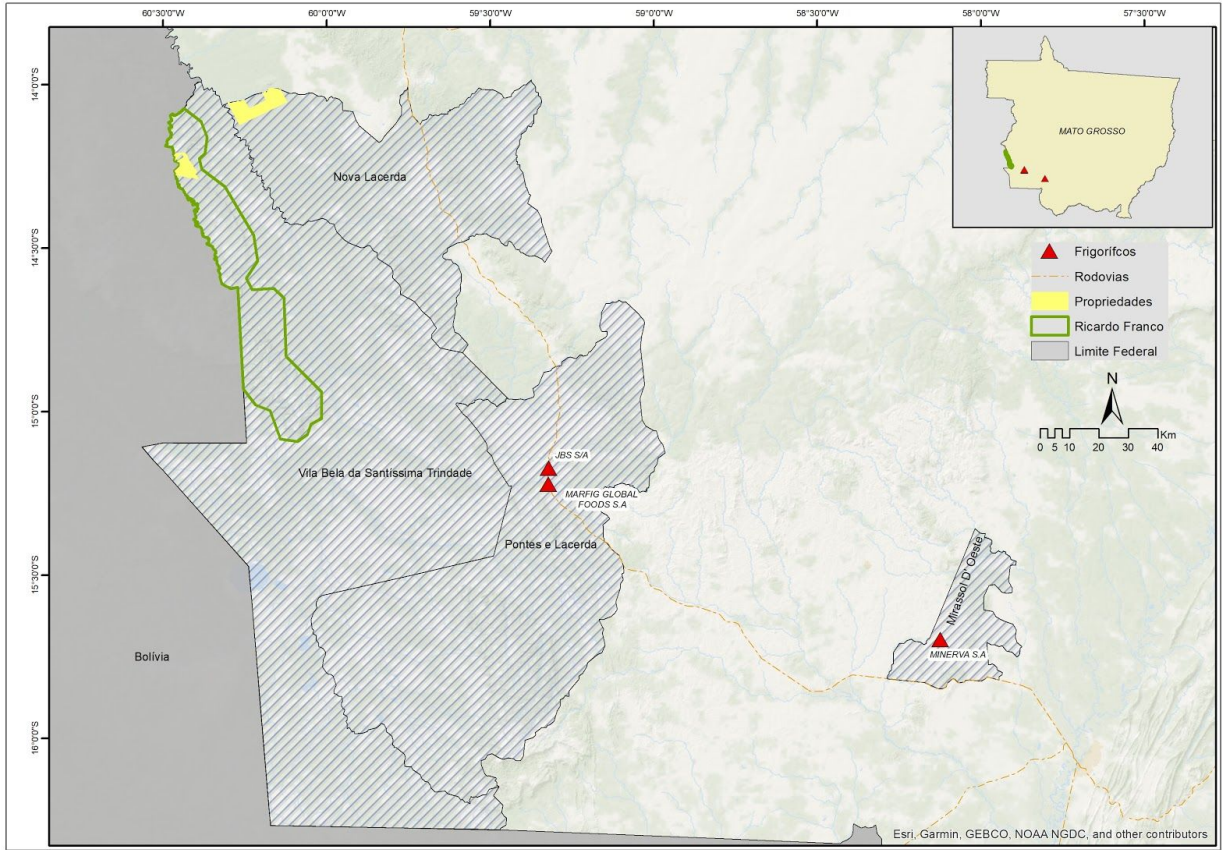 60°30'0"W
60°0'0"W
59°30'0"W
59°0'0"W
58°30'0"W
58°0'0"W
57°30'0"W
14°0'0"S
14°30'0"S
15°0'0"S
15°30'0"S
16°0'0"S
MATO GROSSO
Nova Lacerda
Frigorífcos
Rodovias
Propriedades
Ricardo Franco
Limite Federal
N
0 5 10 20 30 40
Km
JBS S/A
Vila Bela da Santíssima Trindade
MARFIG GLOBAL
FOODS S.A
Pontes e Lacerda
Mirassol D' Oeste
Bolívia
MINERVA S.A
Esri, Garmin, GEBCO, NOAA NGDC, and other contributors